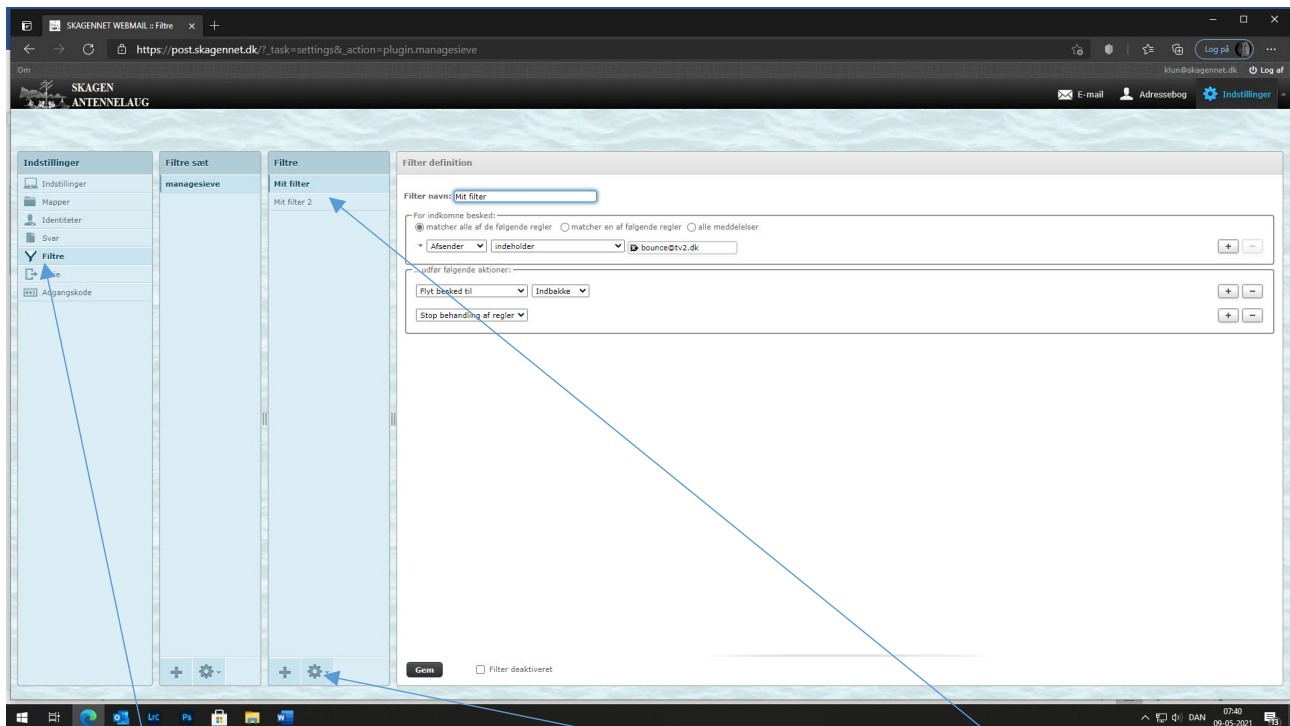 SKAGENNET WEBMAIL :: Filtre
https://post.skagennet.dk/?_task=settings&_action=plugin.managesieve
Log på
Om
klun@skagennet.dk Log af
SKAGEN
ANTENNELAUG
E-mail Adressebog Indstillinger
Indstillinger Filtre sæt Filtre Filter definition
Indstillinger managesieve Mit filter
Mapper Mit filter 2
Identiteter
Svar
Filtre
Adgangskode
Filter navn: Mit filter
For indkomne besked:
matcher alle af de følgende regler matcher en af følgende regler alle meddelelser
Afsender indeholder bounce@tv2.dk + -
... udfør følgende aktioner:
Flyt besked til Indbakke + -
Stop behandling af regler + -
Gem Filter deaktiveret
Lrc Ps
DAN 07:40
09-05-2021